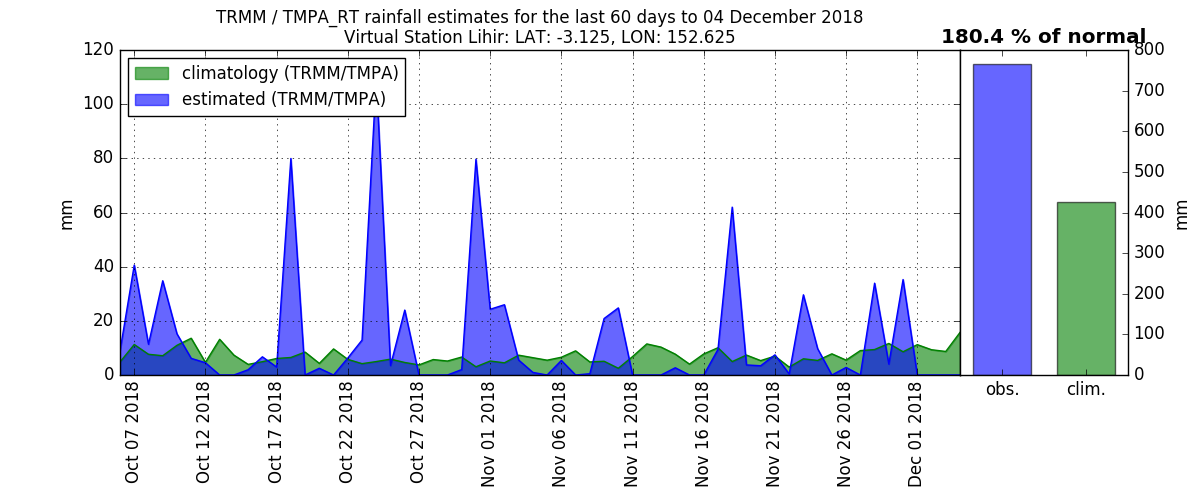 TRMM / TMPA_RT rainfall estimates for the last 60 days to 04 December 2018
Virtual Station Lihir: LAT: -3.125, LON: 152.625
180.4 % of normal
climatology (TRMM/TMPA)
estimated (TRMM/TMPA)
120
100
80
60
40
20
0
mm
Oct 07 2018
Oct 12 2018
Oct 17 2018
Oct 22 2018
Oct 27 2018
Nov 01 2018
Nov 06 2018
Nov 11 2018
Nov 16 2018
Nov 21 2018
Nov 26 2018
Dec 01 2018
obs.
clim.
800
700
600
500
400
300
200
100
0
mm